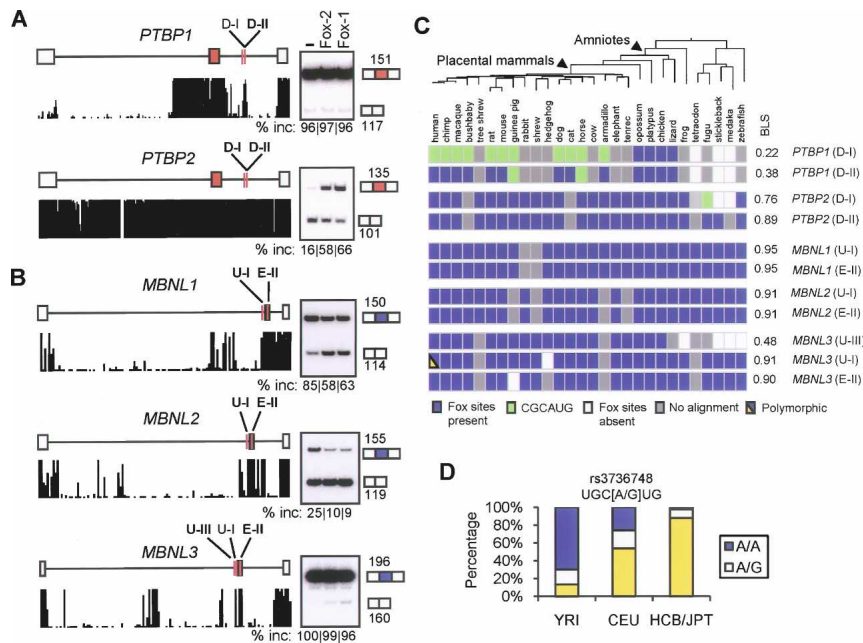 A
PTBP1
D-I D-II
–
Fox-2
Fox-1
151
117
% inc: 96|97|96
PTBP2
D-I D-II
135
101
% inc: 16|58|66
B
MBNL1
U-I E-II
150
114
% inc: 85|58|63
MBNL2
U-I E-II
155
119
% inc: 25|10|9
MBNL3
U-III U-I E-II
196
160
% inc: 100|99|96
C
Amniotes
Placental mammals
human
chimp
macaque
bushbaby
tree shrew
rat
mouse
guinea pig
rabbit
shrew
hedgehog
dog
cat
horse
cow
armadillo
elephant
tenrec
opossum
platypus
chicken
lizard
frog
tetraodon
fugu
stickleback
medaka
zebrafish
BLS
0.22 PTBP1 (D-I)
0.38 PTBP1 (D-II)
0.76 PTBP2 (D-I)
0.89 PTBP2 (D-II)
0.95 MBNL1 (U-I)
0.95 MBNL1 (E-II)
0.91 MBNL2 (U-I)
0.91 MBNL2 (E-II)
0.48 MBNL3 (U-III)
0.91 MBNL3 (U-I)
0.90 MBNL3 (E-II)
Fox sites present
CGCAUG
Fox sites absent
No alignment
Polymorphic
D
rs3736748
UGC[A/G]UG
Percentage
100%
80%
60%
40%
20%
0%
YRI CEU HCB/JPT
A/A
A/G